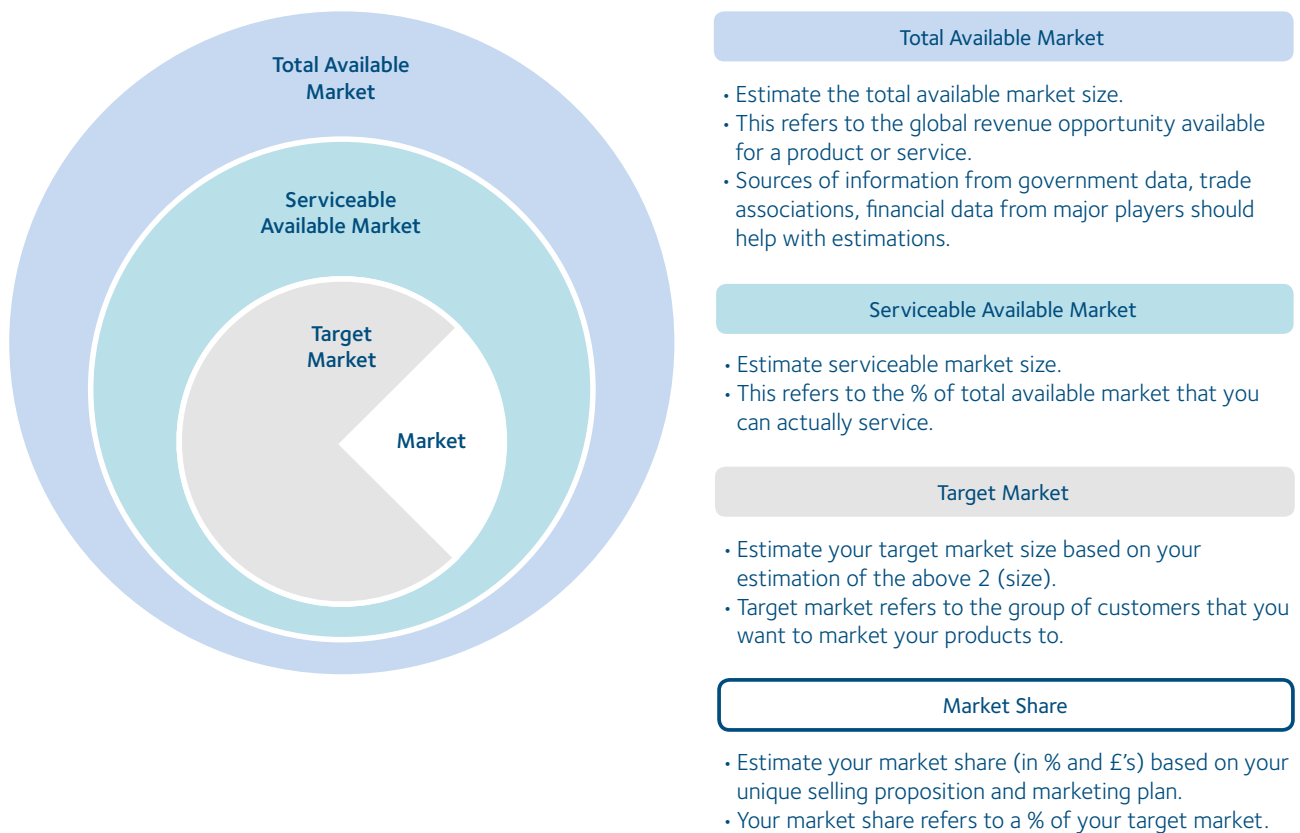 Total Available
Market
Serviceable
Available Market
Target
Market
Market
Total Available Market
• Estimate the total available market size.
• This refers to the global revenue opportunity available
for a product or service.
• Sources of information from government data, trade
associations, financial data from major players should
help with estimations.
Serviceable Available Market
• Estimate serviceable market size.
• This refers to the % of total available market that you
can actually service.
Target Market
• Estimate your target market size based on your
estimation of the above 2 (size).
• Target market refers to the group of customers that you
want to market your products to.
Market Share
• Estimate your market share (in % and £’s) based on your
unique selling proposition and marketing plan.
• Your market share refers to a % of your target market.